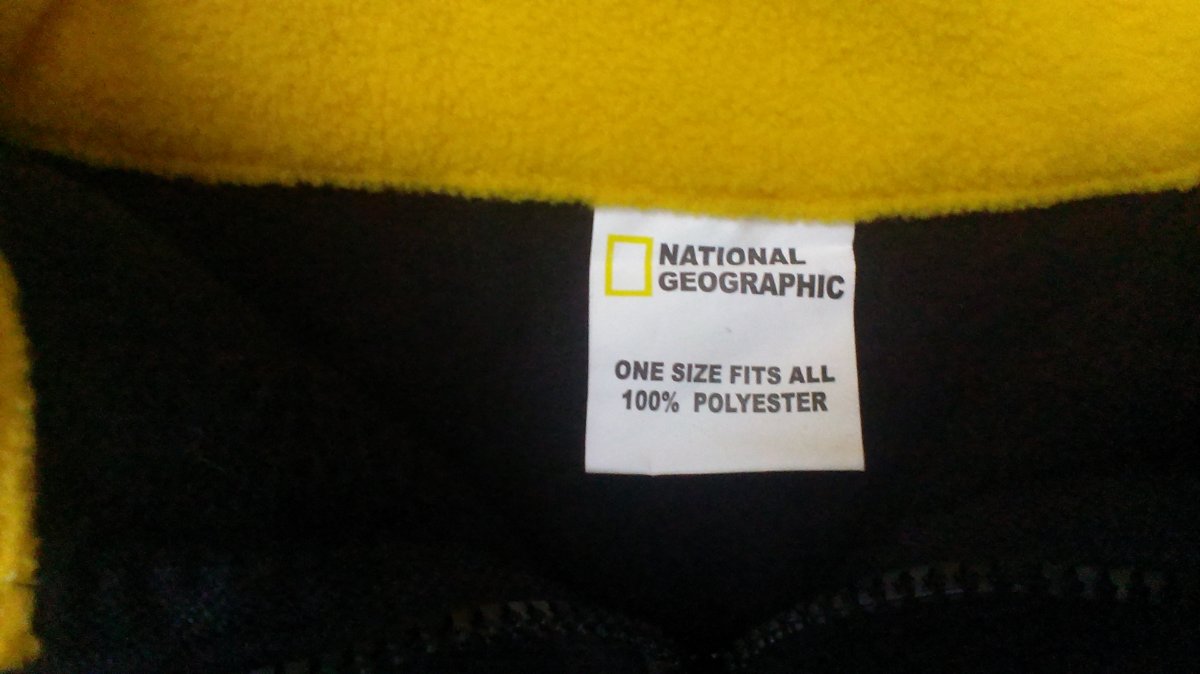 NATIONAL
GEOGRAPHIC
ONE SIZE FITS ALL
100% POLYESTER